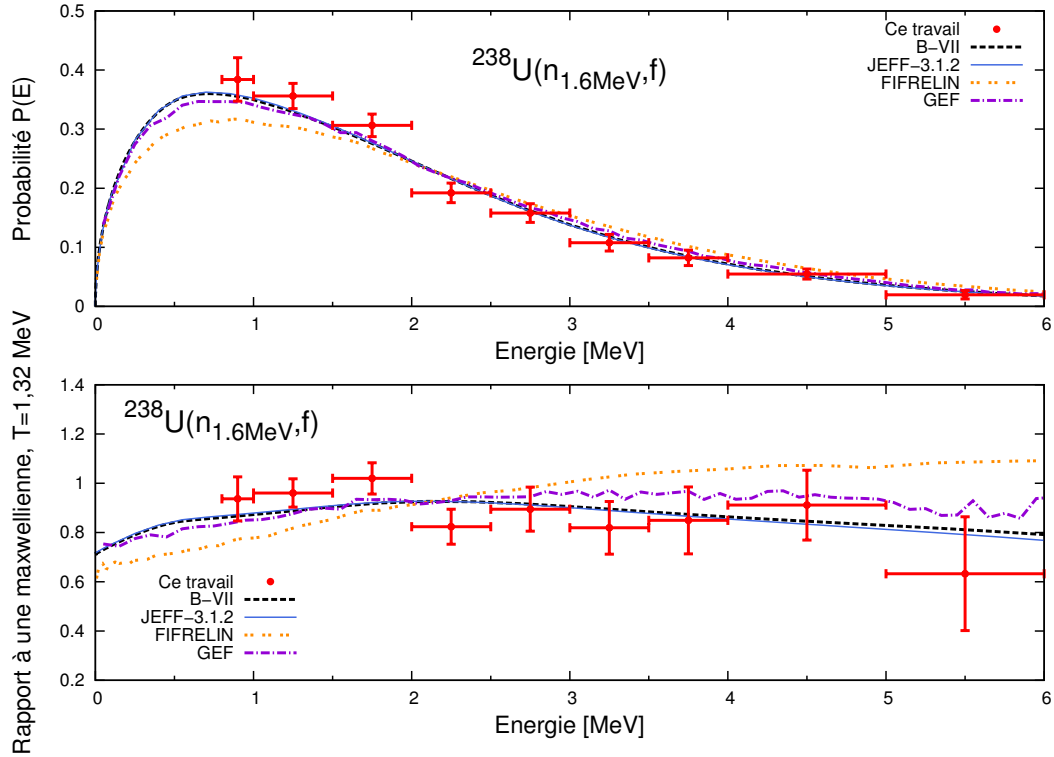 Probabilité P(E)
0.5
0.4
0.3
0.2
0.1
0
238U(n1.6MeV,f)
Ce travail
B-VII
JEFF-3.1.2
FIFRELIN
GEF
0 1 2 3 4 5 6
Energie [MeV]
Rapport à une maxwellienne, T=1,32 MeV
1.4
1.2
1
0.8
0.6
0.4
0.2
238U(n1.6MeV,f)
Ce travail
B-VII
JEFF-3.1.2
FIFRELIN
GEF
0 1 2 3 4 5 6
Energie [MeV]